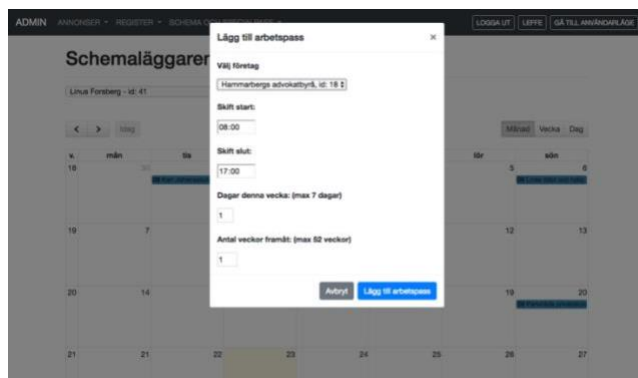 ADMIN ANNONSER REGISTER SCHEMA OCH LOGGA UT LEFFE GÅ TILL ANVÄNDARLÄGE
Lägg till arbetspass ×
Schemaläggaren
Välj företag
Linus Forsberg - id: 41
Hammarbergs advokatbyrå, id: 18
Skift start:
08:00
< > Idag Månad Vecka Dag
Skift slut:
v. mån tis lör sön
17:00
18 30 5 6
Dagar denna vecka: (max 7 dagar)
1
19 7 12 13
Antal veckor framåt: (max 52 veckor)
1
Avbryt Lägg till arbetspass
20 14 19 20
21 21 22 23 24 25 26 27